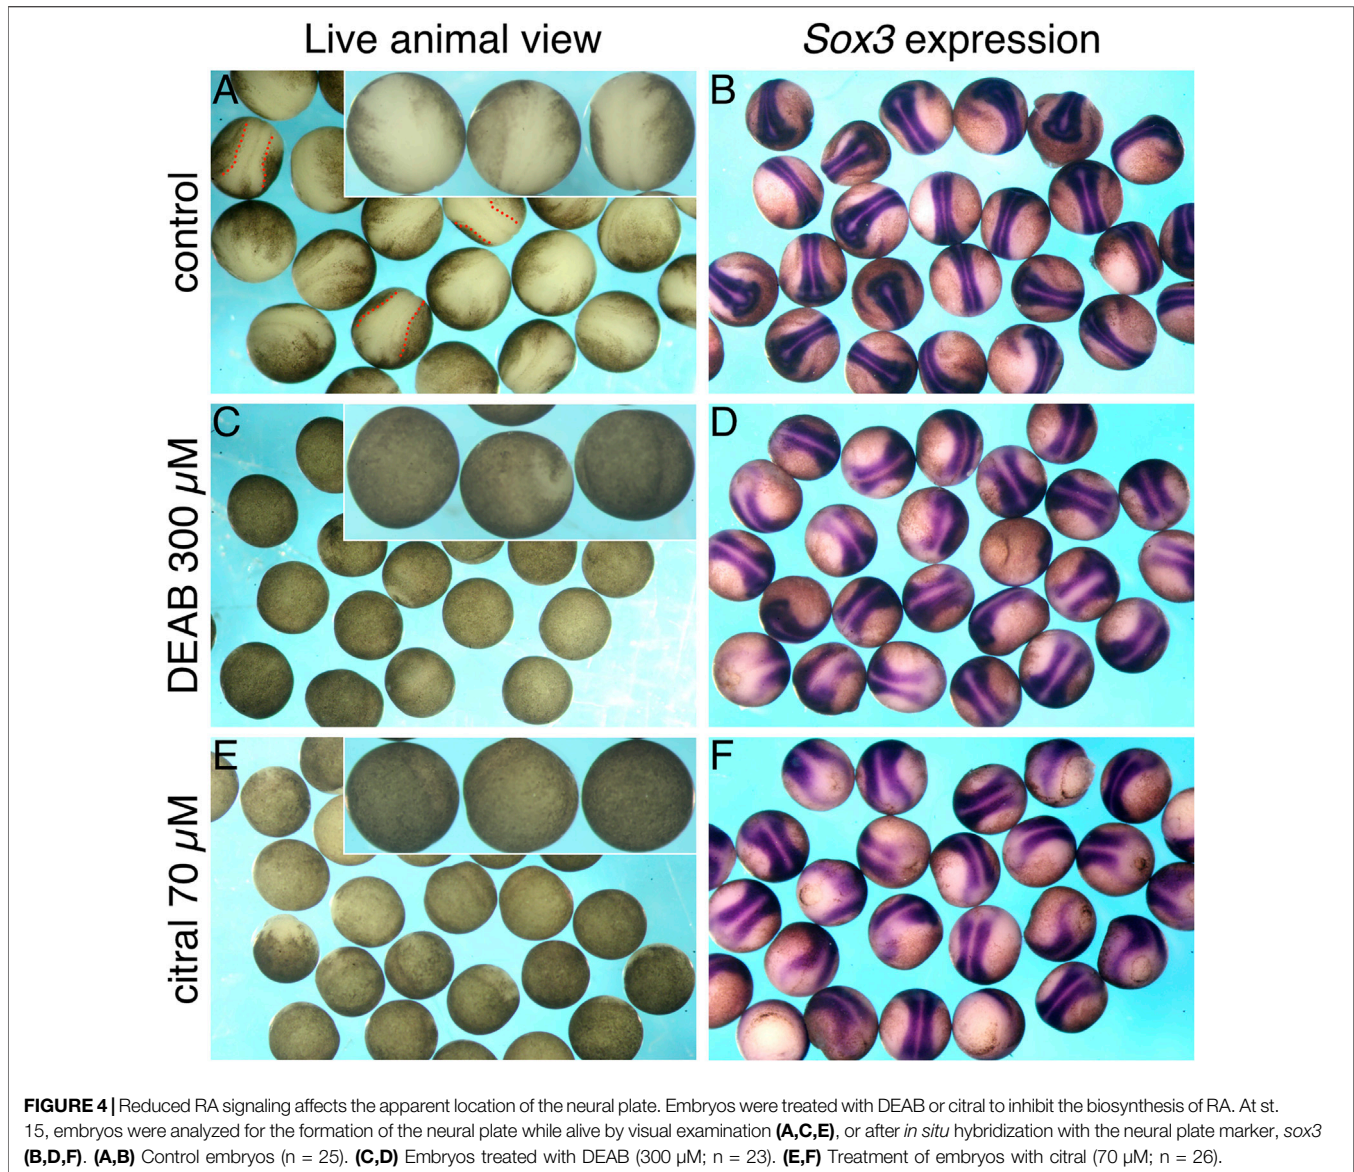 Live animal view
Sox3 expression
A
B
control
C
D
DEAB 300 µM
E
F
citral 70 µM
FIGURE 4 | Reduced RA signaling affects the apparent location of the neural plate. Embryos were treated with DEAB or citral to inhibit the biosynthesis of RA. At st.
15, embryos were analyzed for the formation of the neural plate while alive by visual examination (A,C,E), or after in situ hybridization with the neural plate marker, sox3
(B,D,F). (A,B) Control embryos (n = 25). (C,D) Embryos treated with DEAB (300 µM; n = 23). (E,F) Treatment of embryos with citral (70 µM; n = 26).